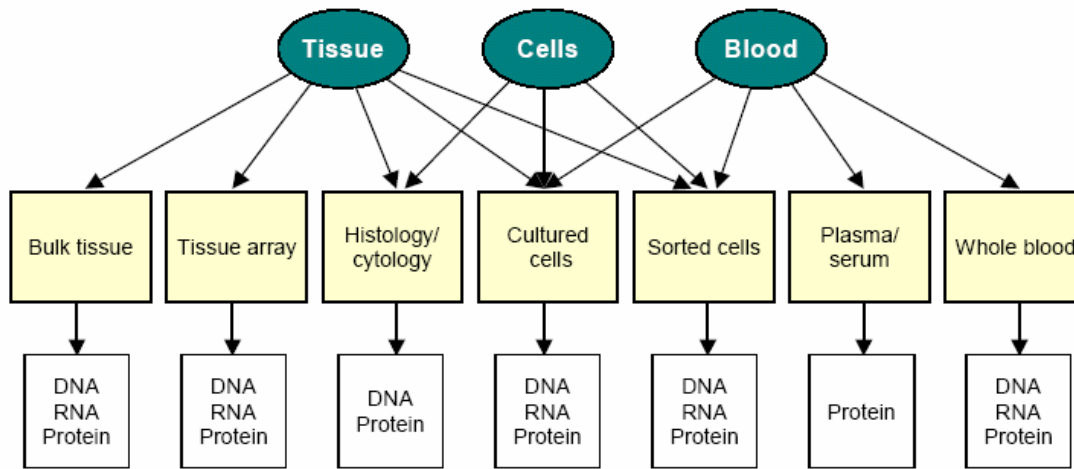 Tissue
Cells
Blood
Bulk tissue
Tissue array
Histology/
cytology
Cultured
cells
Sorted cells
Plasma/
serum
Whole blood
DNA
RNA
Protein
DNA
RNA
Protein
DNA
Protein
DNA
RNA
Protein
DNA
RNA
Protein
Protein
DNA
RNA
Protein